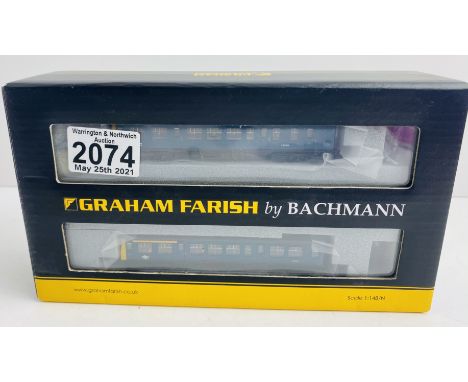 Warrington & Northwich
Auction
2074
May 25th 2021
GRAHAM FARISH by BACHMANN
www.grahamfarish.co.uk
Scale 1:148/N